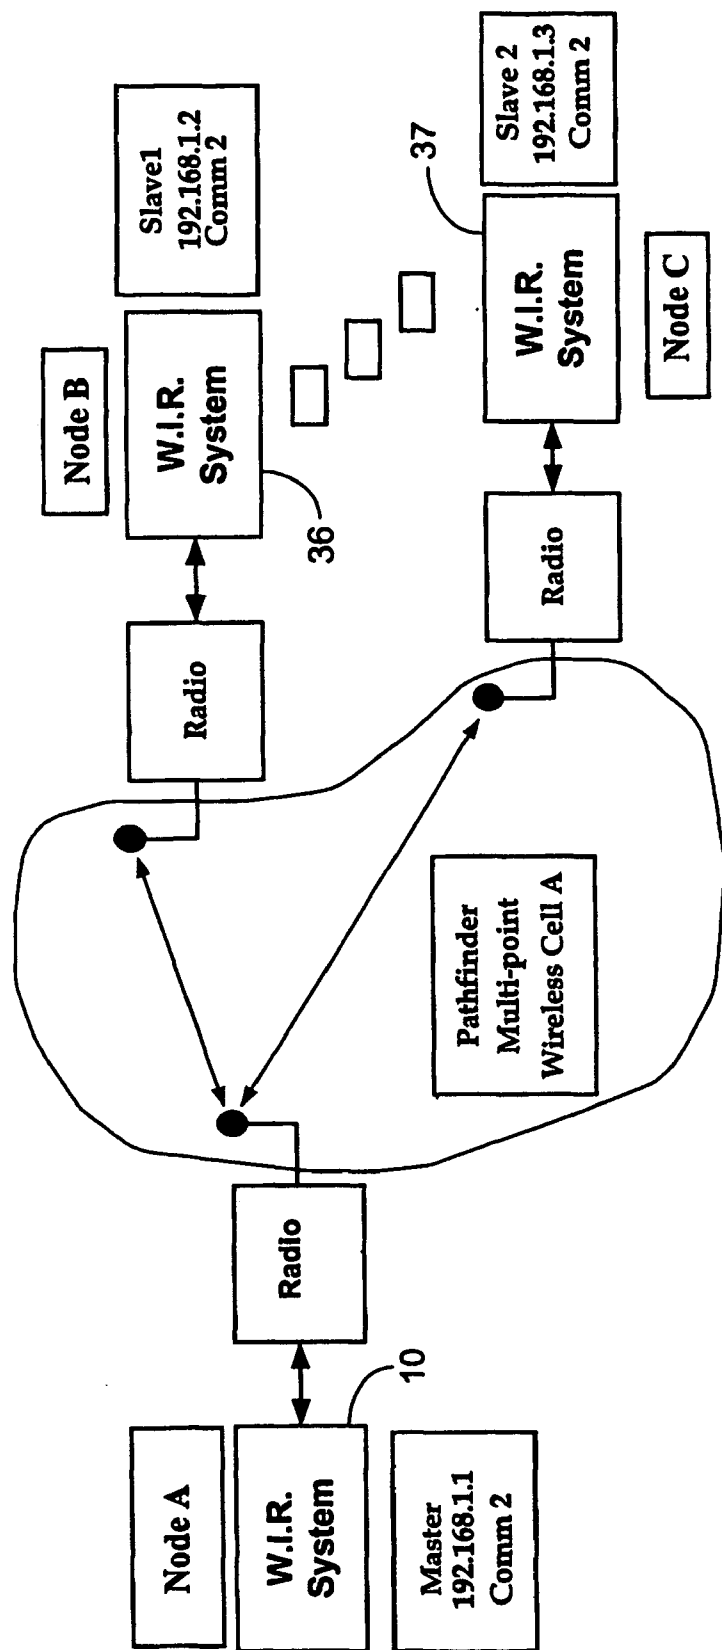 Node A
W.I.R.
System
10
Master
192.168.1.1
Comm 2
Radio
Pathfinder
Multi-point
Wireless Cell A
Radio
Node B
W.I.R.
System
36
Slave1
192.168.1.2
Comm 2
Radio
W.I.R.
System
37
Node C
Slave 2
192.168.1.3
Comm 2